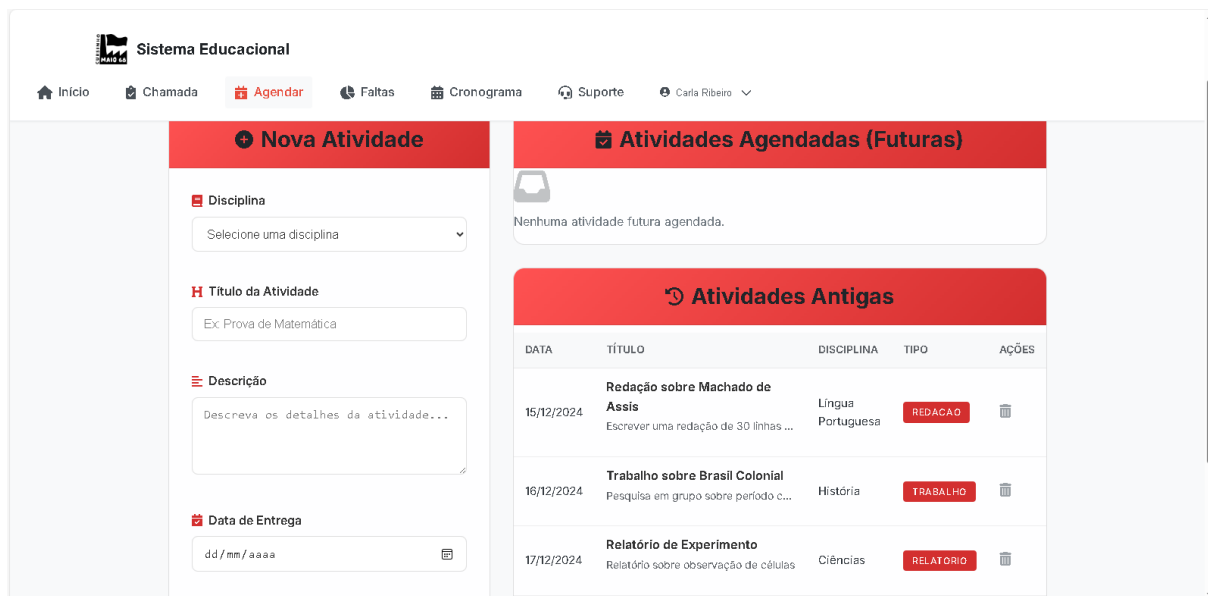 CURSINHO
MAIO 68
Sistema Educacional
Início
Chamada
Agendar
Faltas
Cronograma
Suporte
Carla Ribeiro
Nova Atividade
Disciplina
Selecione uma disciplina
Título da Atividade
Ex: Prova de Matemática
Descrição
Descreva os detalhes da atividade...
Data de Entrega
dd/mm/aaaa
Atividades Agendadas (Futuras)
Nenhuma atividade futura agendada.
Atividades Antigas
DATA TÍTULO DISCIPLINA TIPO AÇÕES
15/12/2024
Redação sobre Machado de
Assis
Escrever uma redação de 30 linhas ...
Língua
Portuguesa
REDACAO
16/12/2024
Trabalho sobre Brasil Colonial
Pesquisa em grupo sobre período c...
História
TRABALHO
17/12/2024
Relatório de Experimento
Relatório sobre observação de células
Ciências
RELATORIO